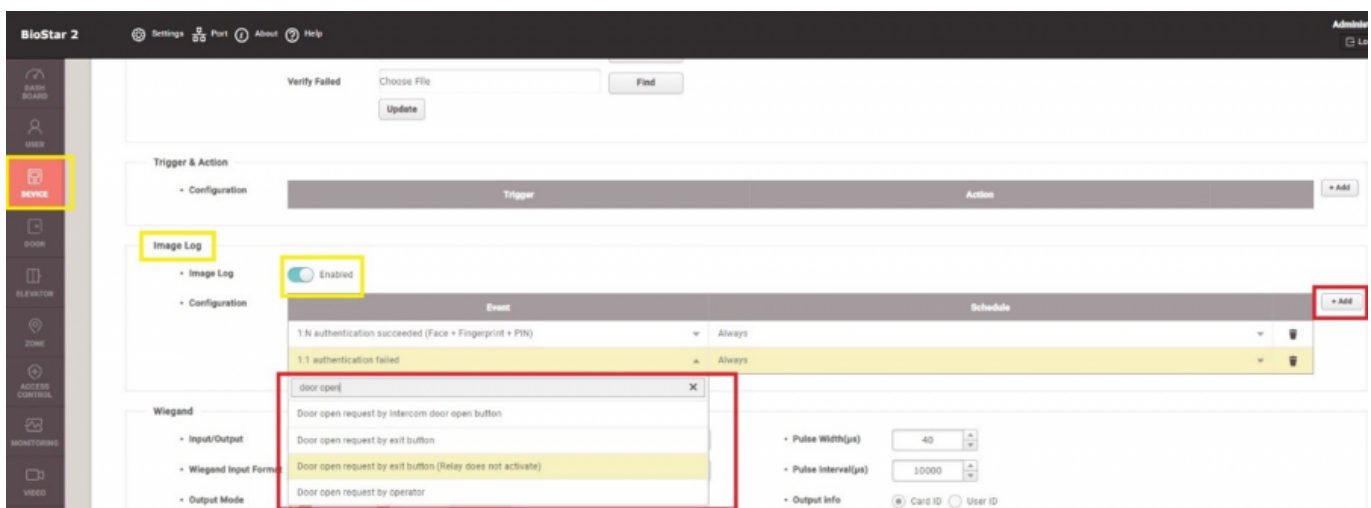 BioStar 2 Settings Port About Help
Adminis
Lo
DASH BOARD
USER
DEVICE
DOOR
ELEVATOR
ZONE
ACCESS CONTROL
MONITORING
VIDEO
Verify Failed Choose File Find
Update
Trigger & Action
Configuration Trigger Action + Add
Image Log
Image Log Enabled
Configuration Event Schedule + Add
1:N authentication succeeded (Face + Fingerprint + PIN) Always
1:1 authentication failed Always
door open
Door open request by intercom door open button
Door open request by exit button
Door open request by exit button (Relay does not activate)
Door open request by operator
Wiegand
Input/Output Pulse Width(µs) 40
Wiegand Input Format Pulse Interval(µs) 10000
Output Mode Output info Card ID User ID